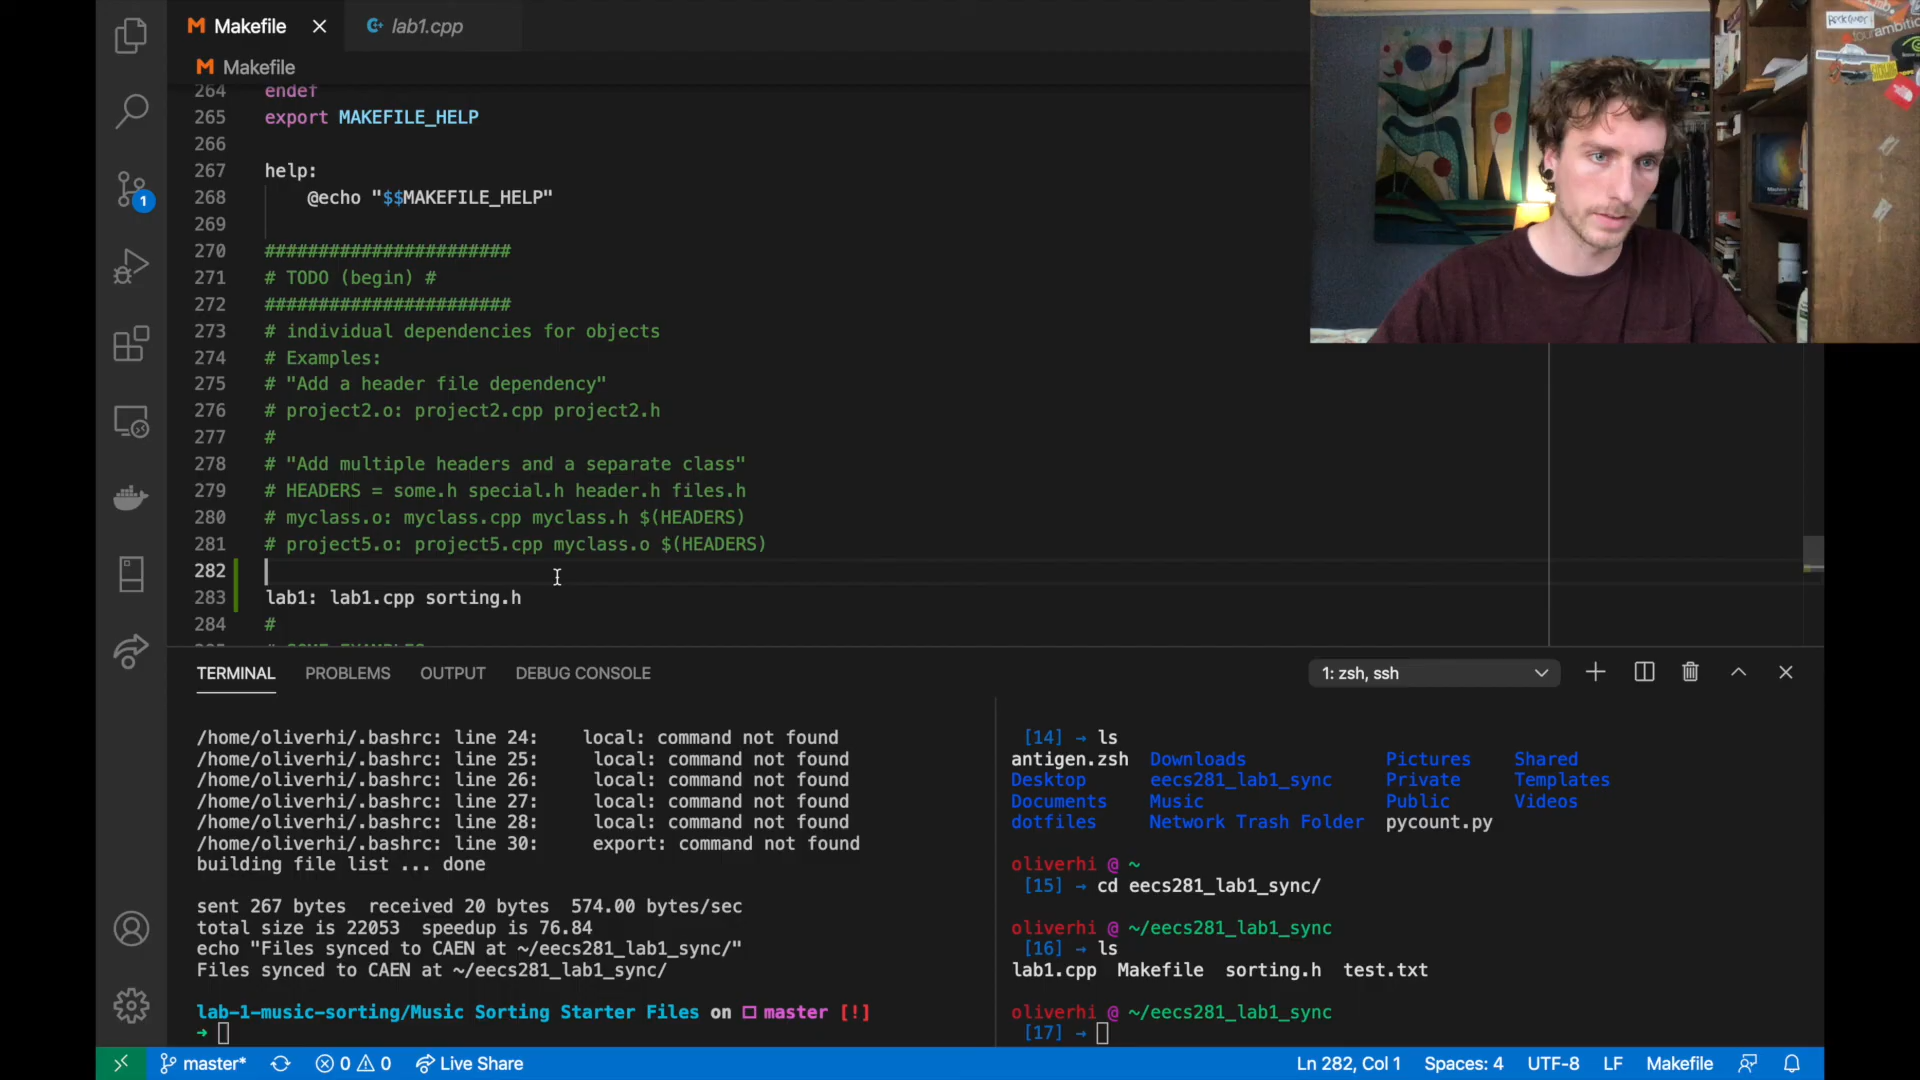 Makefile
lab1.cpp
Makefile
264 endef
265 export MAKEFILE_HELP
266
267 help:
268 @echo "$$MAKEFILE_HELP"
269
270 #######################
271 # TODO (begin) #
272 #######################
273 # individual dependencies for objects
274 # Examples:
275 # "Add a header file dependency"
276 # project2.o: project2.cpp project2.h
277 #
278 # "Add multiple headers and a separate class"
279 # HEADERS = some.h special.h header.h files.h
280 # myclass.o: myclass.cpp myclass.h $(HEADERS)
281 # project5.o: project5.cpp myclass.o $(HEADERS)
282
283 lab1: lab1.cpp sorting.h
284 #
1
TERMINAL PROBLEMS OUTPUT DEBUG CONSOLE
1: zsh, ssh
/home/oliverhi/.bashrc: line 24: local: command not found
/home/oliverhi/.bashrc: line 25: local: command not found
/home/oliverhi/.bashrc: line 26: local: command not found
/home/oliverhi/.bashrc: line 27: local: command not found
/home/oliverhi/.bashrc: line 28: local: command not found
/home/oliverhi/.bashrc: line 30: export: command not found
building file list ... done
sent 267 bytes received 20 bytes 574.00 bytes/sec
total size is 22053 speedup is 76.84
echo "Files synced to CAEN at ~/eecs281_lab1_sync/"
Files synced to CAEN at ~/eecs281_lab1_sync/
lab-1-music-sorting/Music Sorting Starter Files on master [!]
→
[14] → ls
antigen.zsh Downloads Pictures Shared
Desktop eecs281_lab1_sync Private Templates
Documents Music Public Videos
dotfiles Network Trash Folder pycount.py
oliverhi @ ~
[15] → cd eecs281_lab1_sync/
oliverhi @ ~/eecs281_lab1_sync
[16] → ls
lab1.cpp Makefile sorting.h test.txt
oliverhi @ ~/eecs281_lab1_sync
[17] →
master* 0 0 Live Share
Ln 282, Col 1 Spaces: 4 UTF-8 LF Makefile